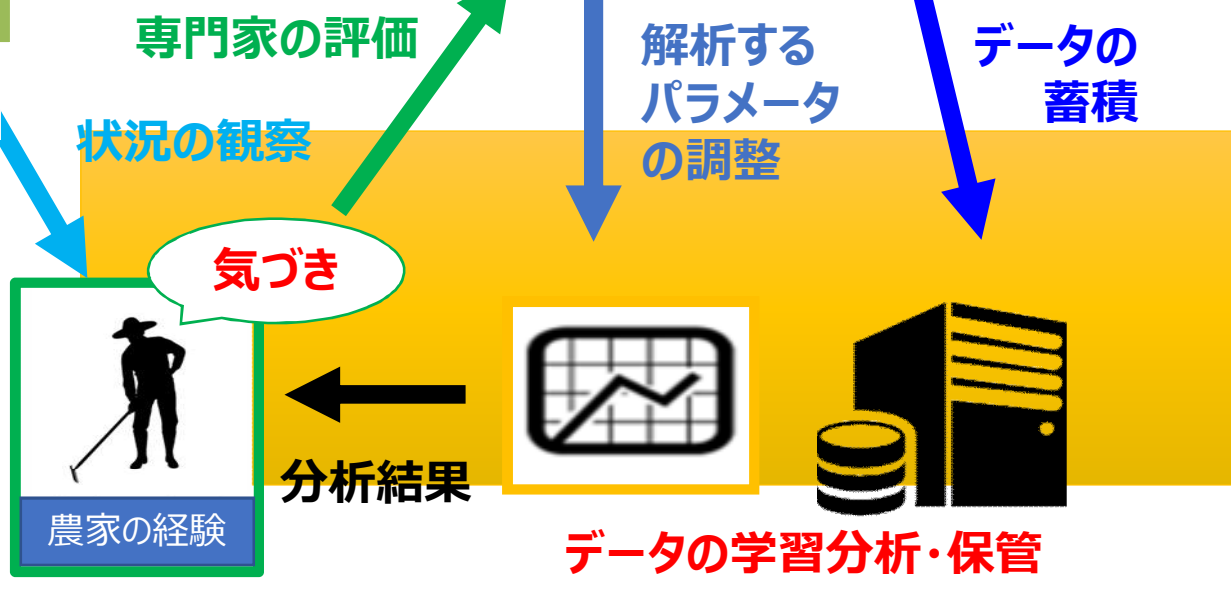 専門家の評価
解析する
パラメータ
の調整
データの
蓄積
状況の観察
気づき
分析結果
農家の経験
データの学習分析・保管